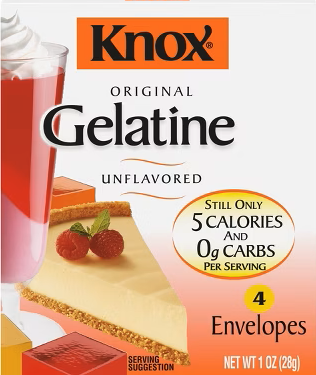 Knox®
ORIGINAL
Gelatine
UNFLAVORED
STILL ONLY
5 CALORIES
AND
0g CARBS
PER SERVING
4
Envelopes
SERVING
SUGGESTION
NET WT 1 OZ (28g)